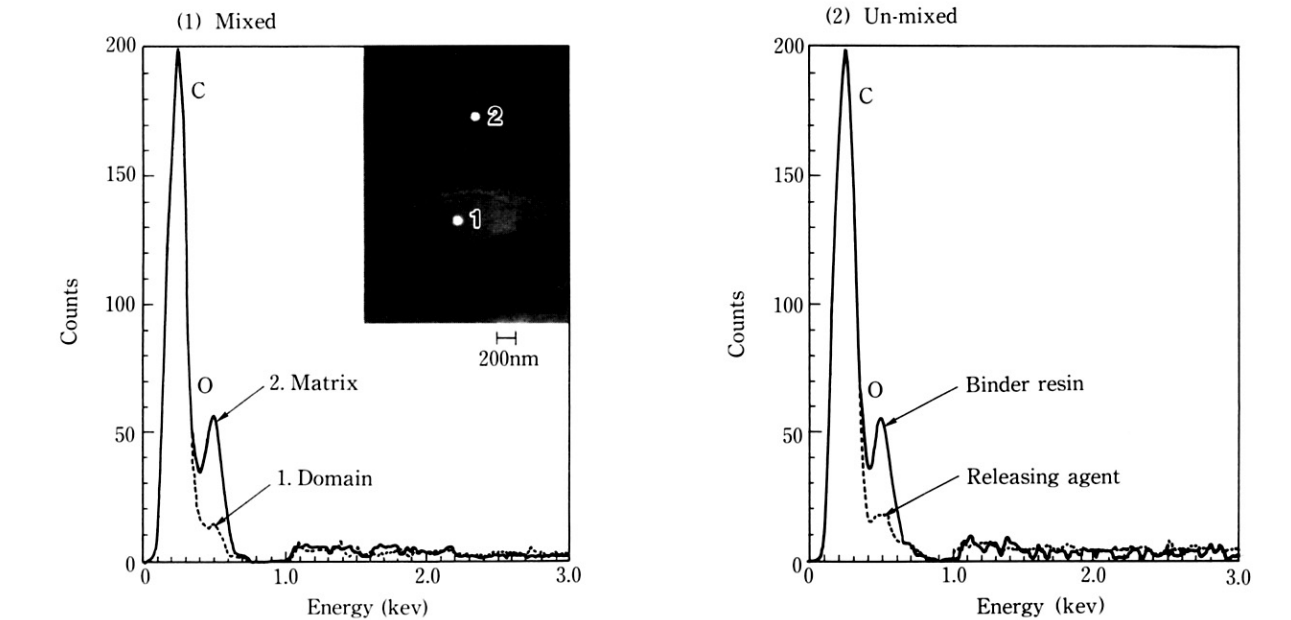 (1) Mixed
200
150
100
50
0
Counts
C
O
2. Matrix
1. Domain
2
1
200nm
0
1.0
2.0
3.0
Energy (kev)
(2) Un-mixed
200
150
100
50
0
Counts
C
O
Binder resin
Releasing agent
0
1.0
2.0
3.0
Energy (kev)